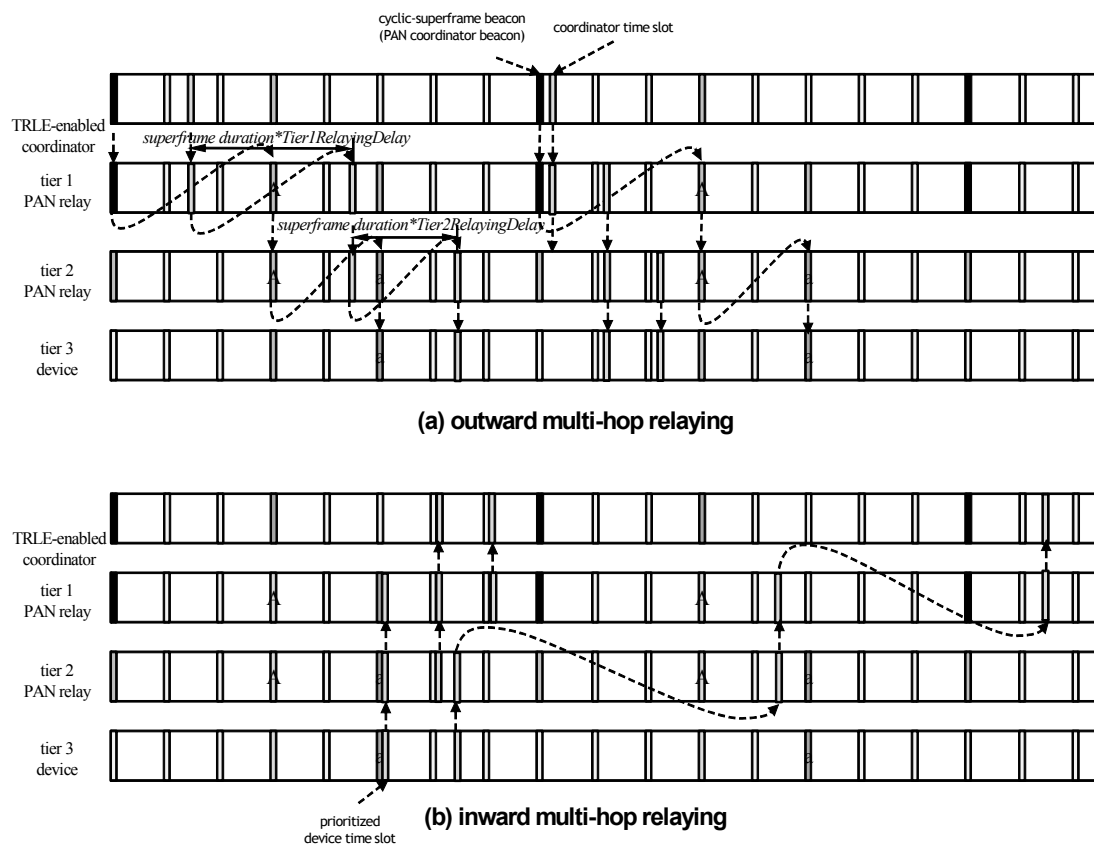 cyclic-superframe beacon
(PAN coordinator beacon)
coordinator time slot
TRLE-enabled
coordinator
superframe duration*Tier1RelayingDelay
tier 1
PAN relay
A
A
superframe duration*Tier2RelayingDelay
tier 2
PAN relay
A
a
A
a
tier 3
device
a
a
(a) outward multi-hop relaying
TRLE-enabled
coordinator
tier 1
PAN relay
A
A
tier 2
PAN relay
A
a
A
a
tier 3
device
a
a
prioritized
device time slot
(b) inward multi-hop relaying